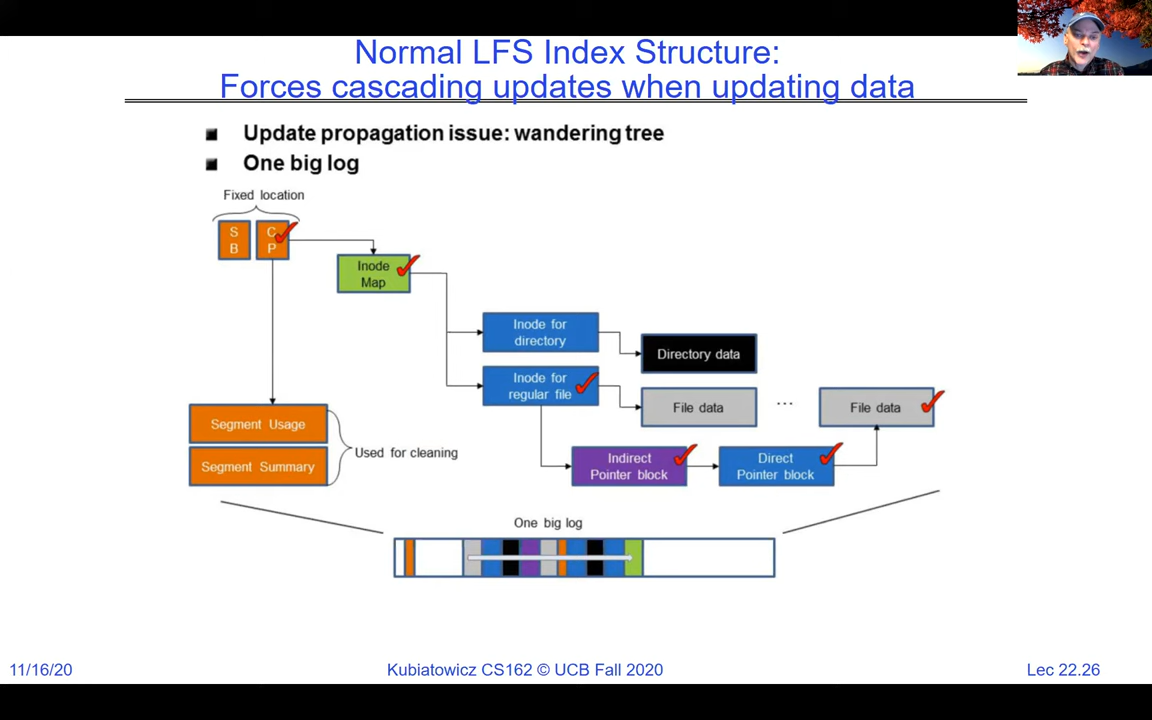 Normal LFS Index Structure:
Forces cascading updates when updating data
Update propagation issue: wandering tree
One big log
Fixed location
S
B
C
P
Inode
Map
Inode for
directory
Directory data
Inode for
regular file
File data
...
File data
Segment Usage
Segment Summary
Used for cleaning
Indirect
Pointer block
Direct
Pointer block
One big log
11/16/20
Kubiatowicz CS162 © UCB Fall 2020
Lec 22.26